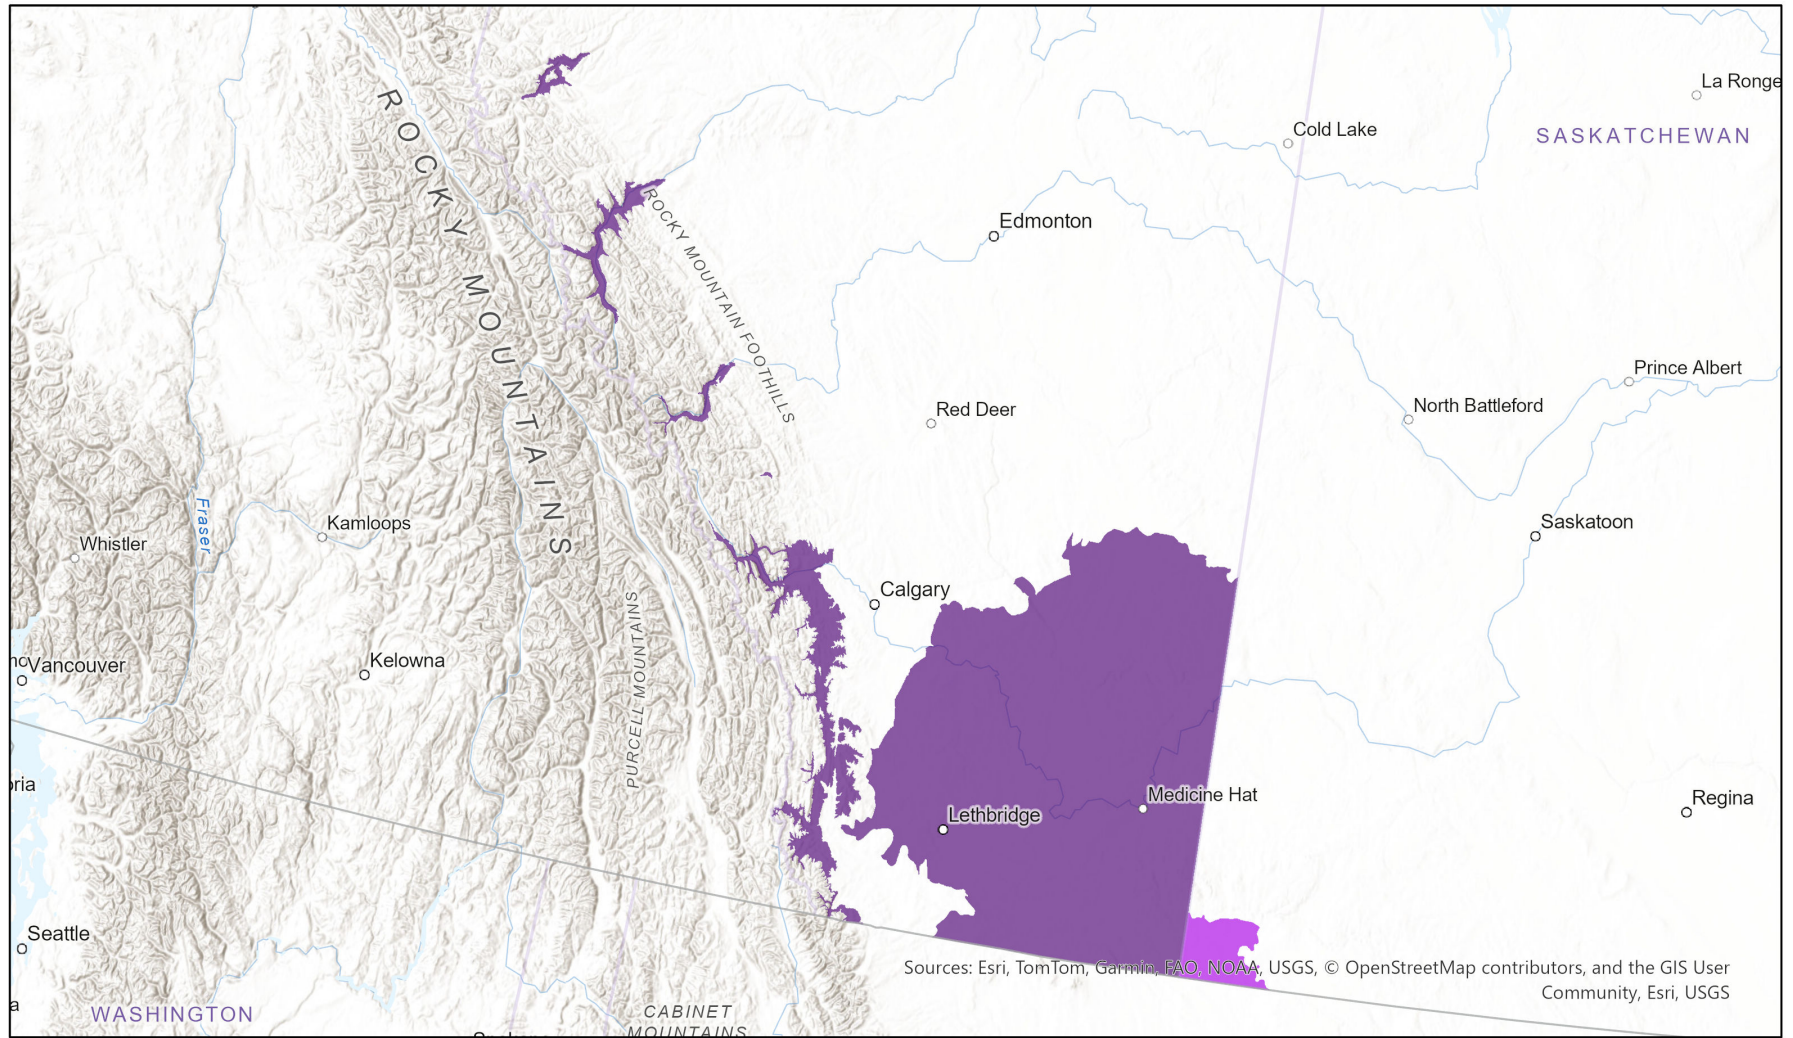 La Ronge
Cold Lake
SASKATCHEWAN
ROCKY MOUNTAINS
ROCKY MOUNTAIN FOOTHILLS
Edmonton
Prince Albert
Red Deer
North Battleford
Fraser
Kamloops
Whistler
Saskatoon
Calgary
PURCELL MOUNTAINS
Vancouver
Kelowna
Medicine Hat
Lethbridge
Regina
Seattle
WASHINGTON
CABINET
MOUNTAINS
Sources: Esri, TomTom, Garmin, FAO, NOAA, USGS, © OpenStreetMap contributors, and the GIS User
Community, Esri, USGS